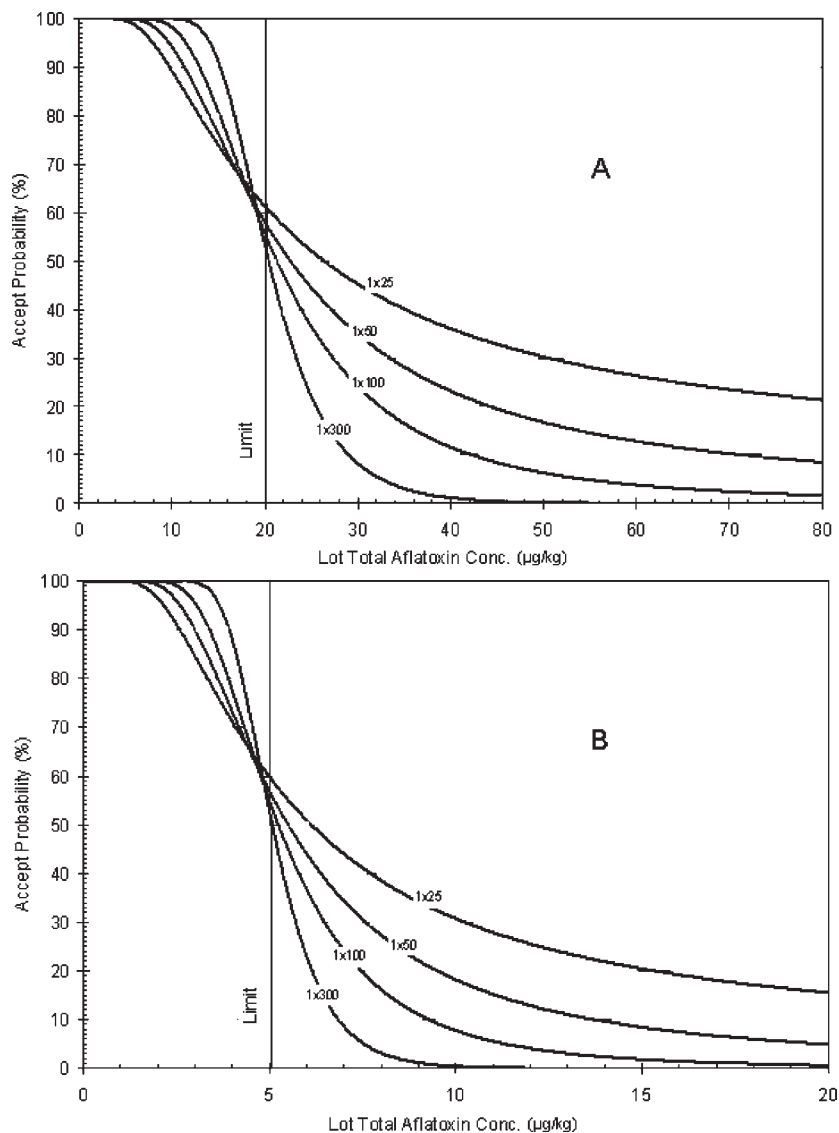 100
90
80
70
60
50
40
30
20
10
0
Accept Probability (%)
A
1x25
1x50
1x100
1x300
Limit
0 10 20 30 40 50 60 70 80
Lot Total Aflatoxin Conc. (µg/kg)
100
90
80
70
60
50
40
30
20
10
0
Accept Probability (%)
B
1x25
1x50
1x100
1x300
Limit
0 5 10 15 20
Lot Total Aflatoxin Conc. (µg/kg)